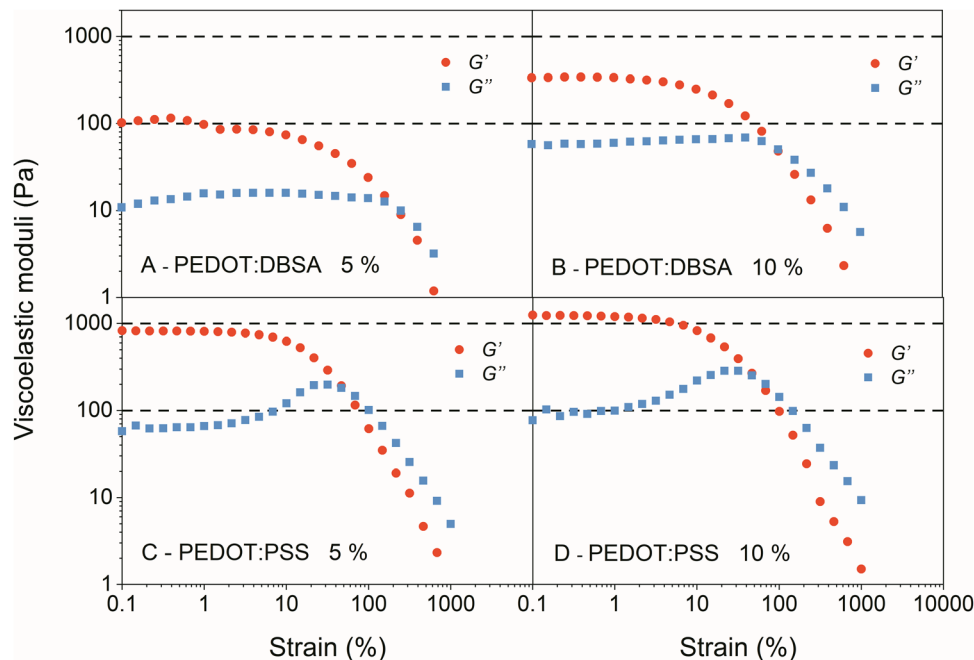 Viscoelastic moduli (Pa)
1000
100
10
1
G'
G''
A - PEDOT:DBSA 5 %
G'
G''
B - PEDOT:DBSA 10 %
1000
100
10
1
G'
G''
C - PEDOT:PSS 5 %
G'
G''
D - PEDOT:PSS 10 %
0.1 1 10 100 1000 0.1 1 10 100 1000 10000
Strain (%) Strain (%)